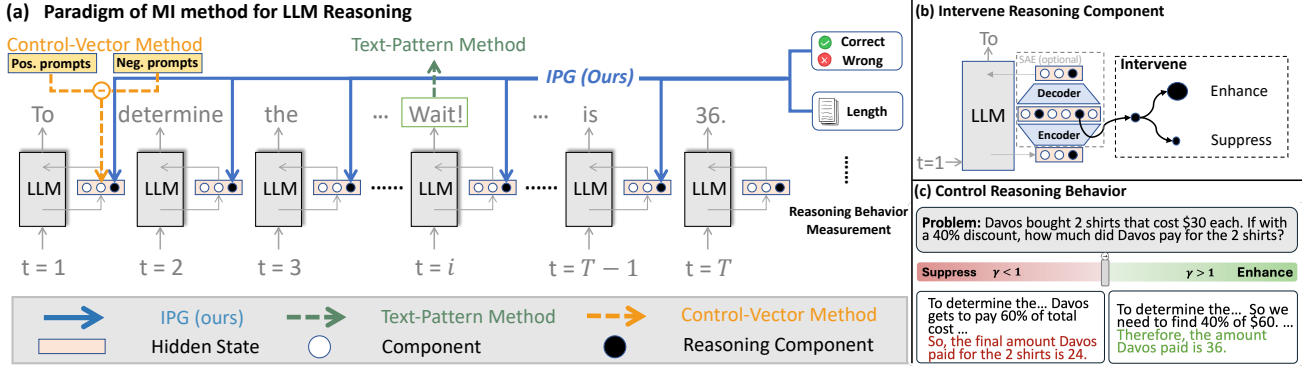 (a) Paradigm of MI method for LLM Reasoning
Control-Vector Method
Pos. prompts
Neg. prompts
Text-Pattern Method
IPG (Ours)
Correct
Wrong
Length
To
determine
the
...
Wait!
...
is
36.
LLM
LLM
LLM
......
LLM
......
LLM
LLM
Reasoning Behavior
Measurement
t = 1
t = 2
t = 3
t = i
t = T − 1
t = T
IPG (ours)
Text-Pattern Method
Control-Vector Method
Hidden State
Component
Reasoning Component
(b) Intervene Reasoning Component
To
SAE (optional)
Decoder
Encoder
LLM
t=1
Intervene
Enhance
Suppress
(c) Control Reasoning Behavior
Problem: Davos bought 2 shirts that cost $30 each. If with
a 40% discount, how much did Davos pay for the 2 shirts?
Suppress γ < 1
γ > 1 Enhance
To determine the... Davos
gets to pay 60% of total
cost ...
So, the final amount Davos
paid for the 2 shirts is 24.
To determine the... So we
need to find 40% of $60. ...
Therefore, the amount
Davos paid is 36.